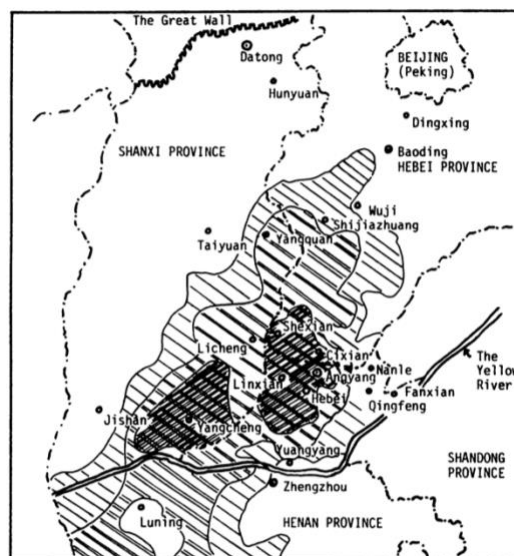 The Great Wall
Datong
BEIJING
(Peking)
Hunyuan
Dingxing
SHANXI PROVINCE
Baoding
HEBEI PROVINCE
Wuji
Shijiazhuang
Taiyuan
Yangquan
Shexian
Licheng
Cixian
Nanle
The
Yellow
River
Linxian
Angyang
Hebei
Fanxian
Qingfeng
Jishan
Yangcheng
Yuangyang
SHANDONG
PROVINCE
Zhengzhou
Luning
HENAN PROVINCE